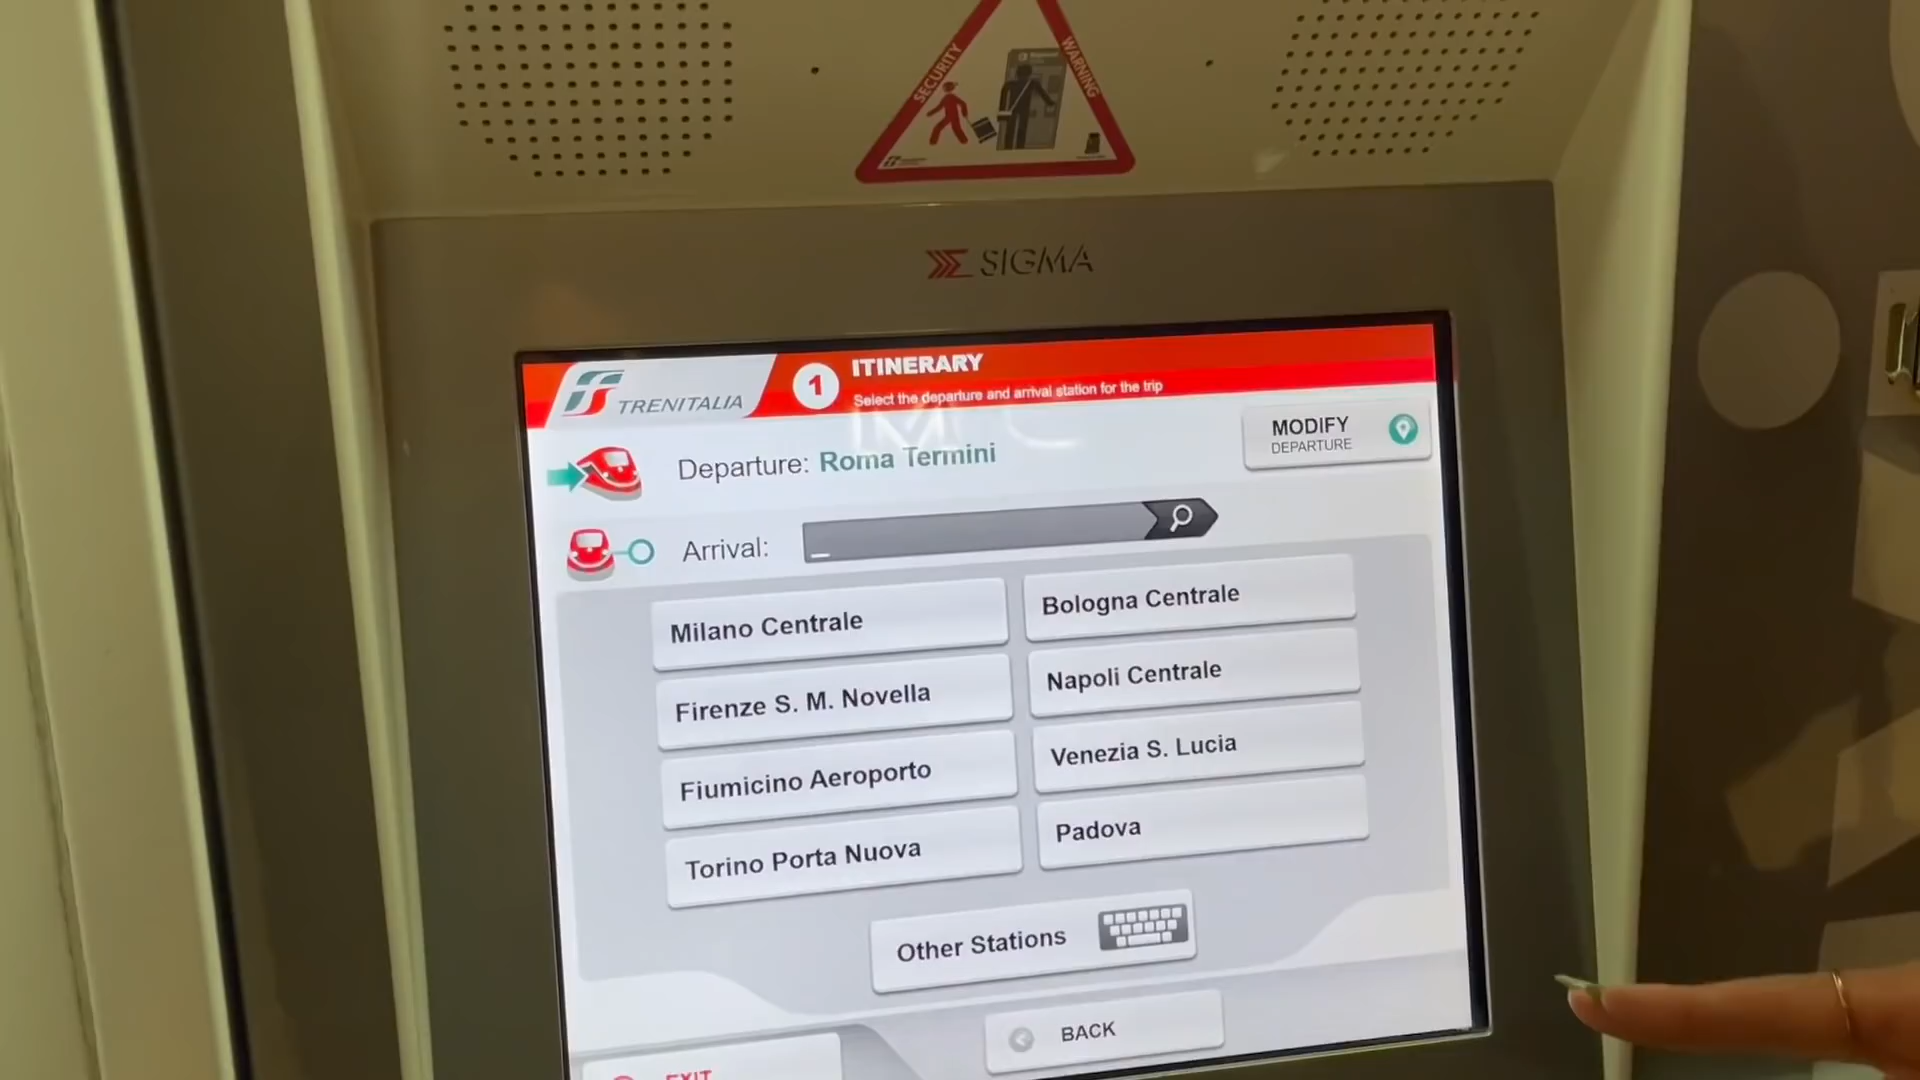 SECURITY
WARNING
SIGMA
TRENITALIA
1
ITINERARY
Select the departure and arrival station for the trip
MODIFY
DEPARTURE
Departure: Roma Termini
Arrival:
Milano Centrale
Bologna Centrale
Firenze S. M. Novella
Napoli Centrale
Fiumicino Aeroporto
Venezia S. Lucia
Torino Porta Nuova
Padova
Other Stations
BACK
EXIT